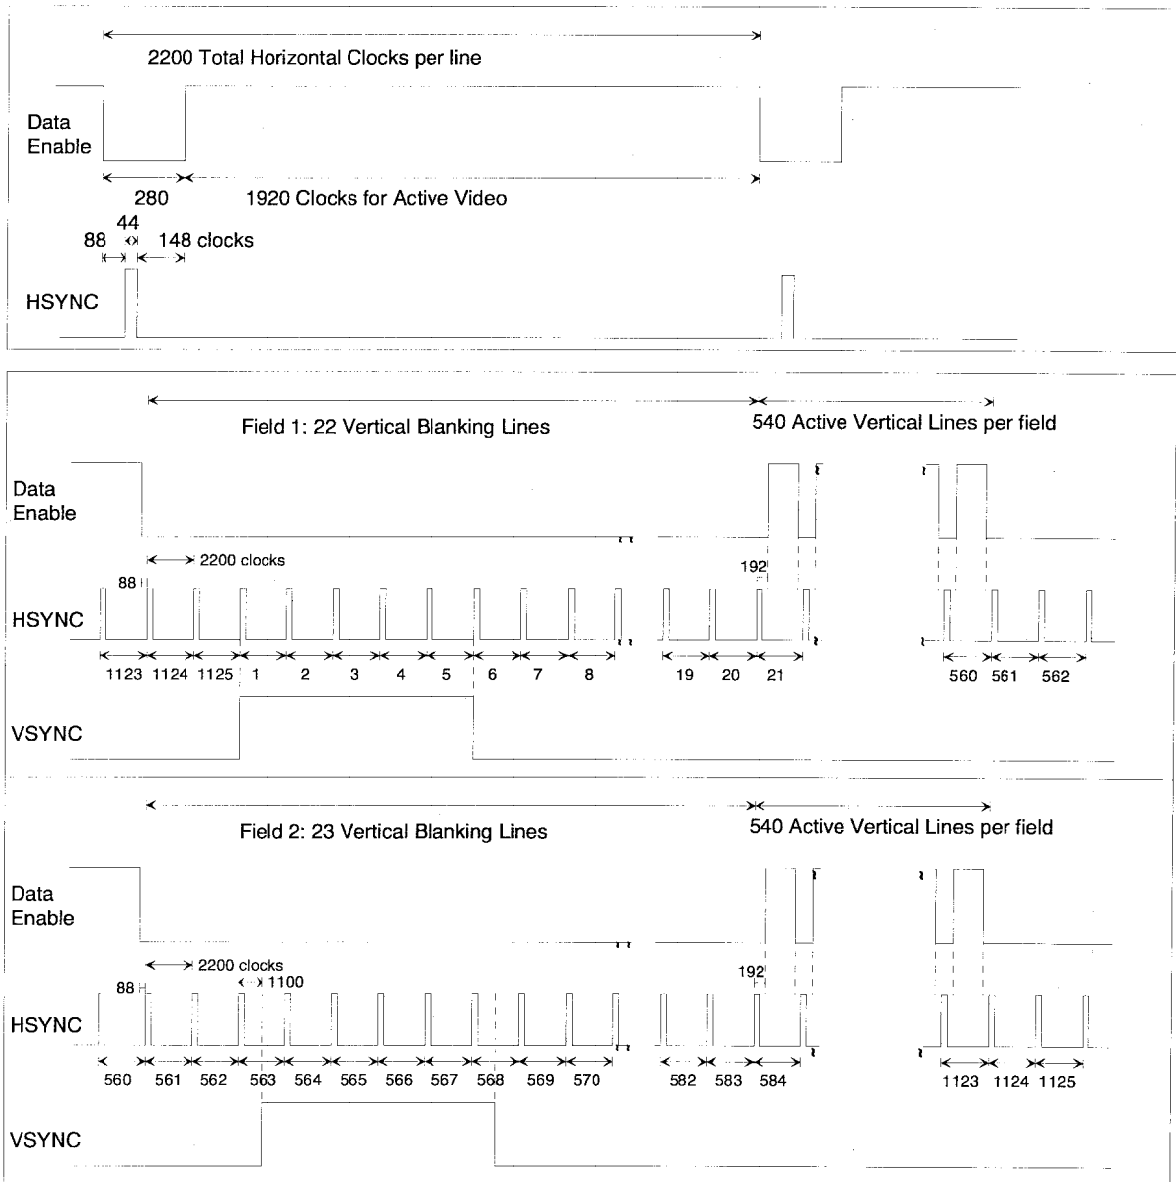 2200 Total Horizontal Clocks per line
Data
Enable
280
1920 Clocks for Active Video
44
88
148 clocks
HSYNC
Field 1: 22 Vertical Blanking Lines
540 Active Vertical Lines per field
Data
Enable
2200 clocks
88
192
HSYNC
1123 1124 1125 1 2 3 4 5 6 7 8 19 20 21 560 561 562
VSYNC
Field 2: 23 Vertical Blanking Lines
540 Active Vertical Lines per field
Data
Enable
2200 clocks
1100
88
192
HSYNC
560 561 562 563 564 565 566 567 568 569 570 582 583 584 1123 1124 1125
VSYNC